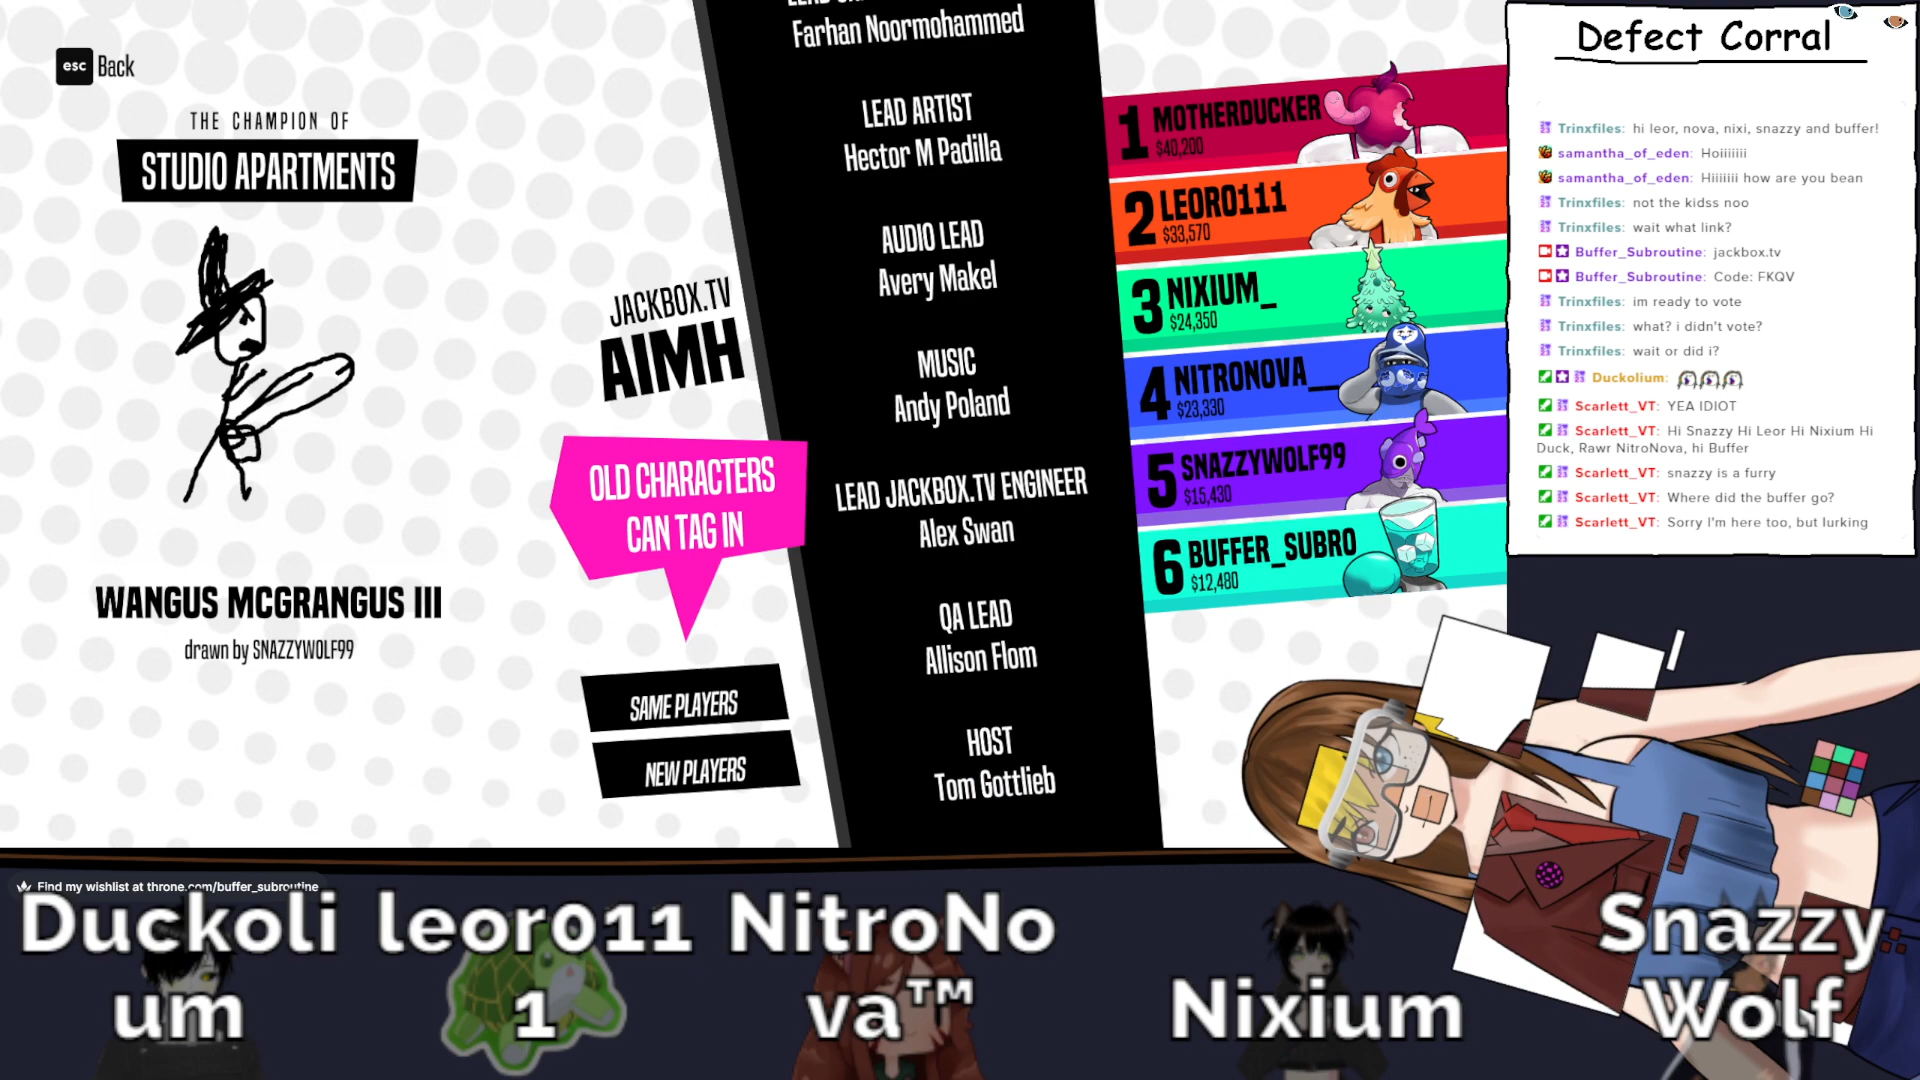 esc Back
THE CHAMPION OF
STUDIO APARTMENTS
WANGUS MCGRANGUS III
drawn by SNAZZYWOLF99
JACKBOX.TV
AIMH
OLD CHARACTERS
CAN TAG IN
SAME PLAYERS
NEW PLAYERS
Farhan Noormohammed
LEAD ARTIST
Hector M Padilla
AUDIO LEAD
Avery Makel
MUSIC
Andy Poland
LEAD JACKBOX.TV ENGINEER
Alex Swan
QA LEAD
Allison Flom
HOST
Tom Gottlieb
1 MOTHERDUCKER
$40,200
2 LEOR0111
$33,570
3 NIXIUM_
$24,350
4 NITRONOVA__
$23,330
5 SNAZZYWOLF99
$15,430
6 BUFFER_SUBRO
$12,480
Defect Corral
Trinxfiles: hi leor, nova, nixi, snazzy and buffer!
samantha_of_eden: Hoiiiiiii
samantha_of_eden: Hiiiiiii how are you bean
Trinxfiles: not the kidss noo
Trinxfiles: wait what link?
Buffer_Subroutine: jackbox.tv
Buffer_Subroutine: Code: FKQV
Trinxfiles: im ready to vote
Trinxfiles: what? i didn't vote?
Trinxfiles: wait or did i?
Duckolium:
Scarlett_VT: YEA IDIOT
Scarlett_VT: Hi Snazzy Hi Leor Hi Nixium Hi
Duck, Rawr NitroNova, hi Buffer
Scarlett_VT: snazzy is a furry
Scarlett_VT: Where did the buffer go?
Scarlett_VT: Sorry I'm here too, but lurking
Find my wishlist at throne.com/buffer_subroutine
Duckoli
um
leor011
1
NitroNo
va™
Nixium
Snazzy
Wolf